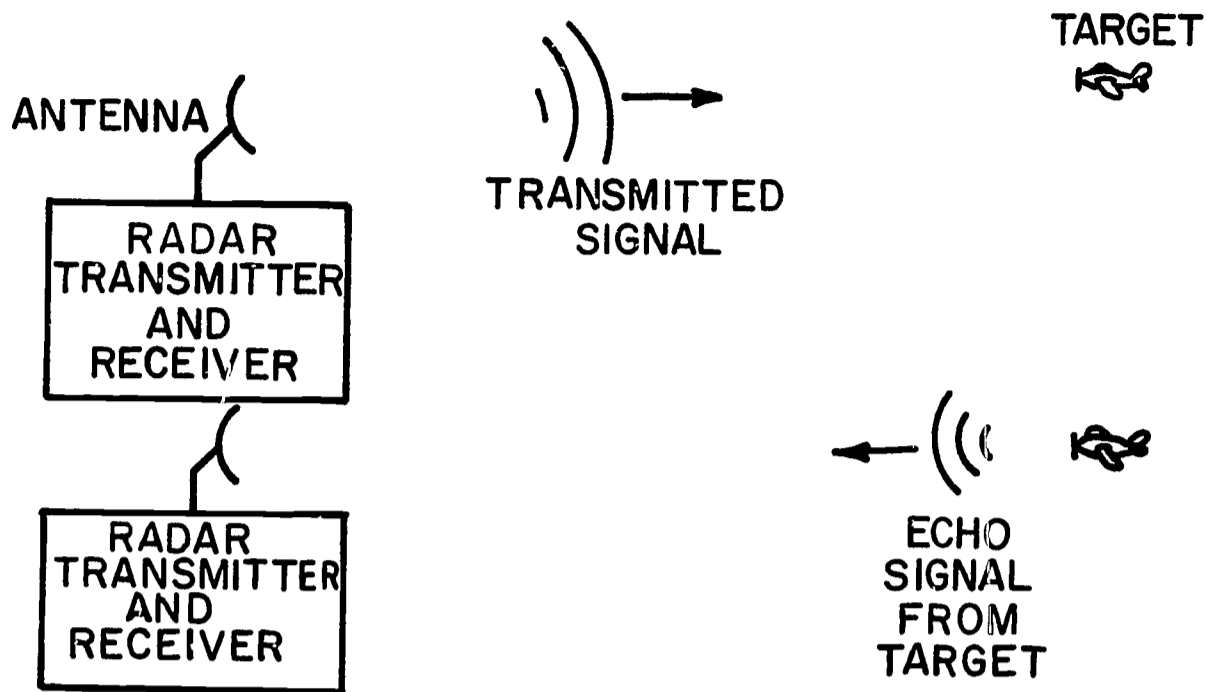 TARGET
ANTENNA
TRANSMITTED
SIGNAL
RADAR
TRANSMITTER
AND
RECEIVER
RADAR
TRANSMITTER
AND
RECEIVER
ECHO
SIGNAL
FROM
TARGET